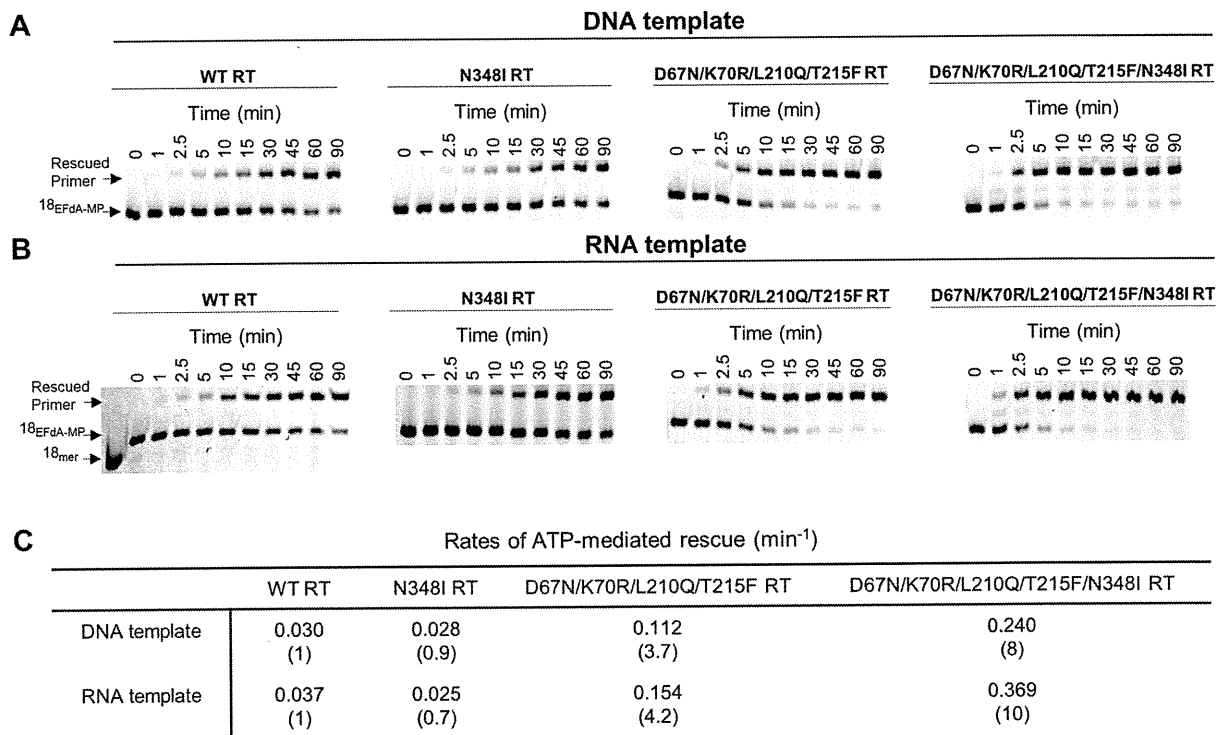 A
DNA template
WT RT
N348I RT
D67N/K70R/L210Q/T215F RT
D67N/K70R/L210Q/T215F/N348I RT
Time (min)
Time (min)
Time (min)
Time (min)
0 1 2.5 5 10 15 30 45 60 90
0 1 2.5 5 10 15 30 45 60 90
0 1 2.5 5 10 15 30 45 60 90
0 1 2.5 5 10 15 30 45 60 90
Rescued
Primer
18EFdA-MP
B
RNA template
WT RT
N348I RT
D67N/K70R/L210Q/T215F RT
D67N/K70R/L210Q/T215F/N348I RT
Time (min)
Time (min)
Time (min)
Time (min)
0 1 2.5 5 10 15 30 45 60 90
0 1 2.5 5 10 15 30 45 60 90
0 1 2.5 5 10 15 30 45 60 90
0 1 2.5 5 10 15 30 45 60 90
Rescued
Primer
18EFdA-MP
18mer
C
Rates of ATP-mediated rescue (min-1)
WT RT N348I RT D67N/K70R/L210Q/T215F RT D67N/K70R/L210Q/T215F/N348I RT
DNA template 0.030 0.028 0.112 0.240
(1) (0.9) (3.7) (8)
RNA template 0.037 0.025 0.154 0.369
(1) (0.7) (4.2) (10)